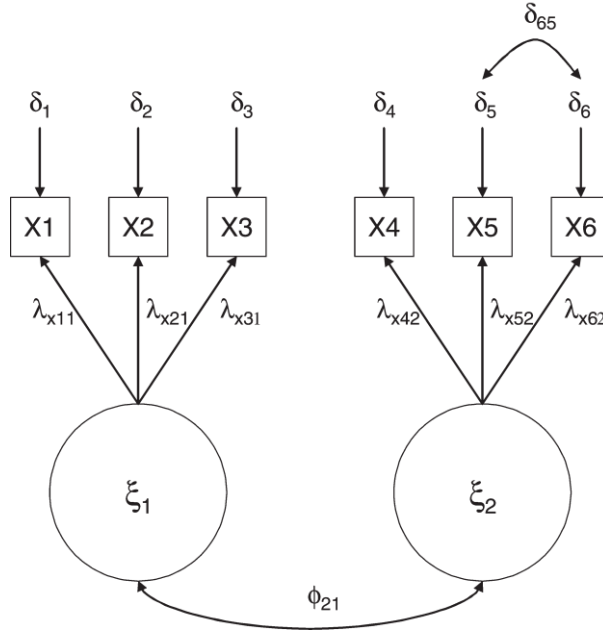 δ₆₅
δ₁ δ₂ δ₃ δ₄ δ₅ δ₆
X1 X2 X3 X4 X5 X6
λₓ₁₁ λₓ₂₁ λₓ₃₁ λₓ₄₂ λₓ₅₂ λₓ₆₂
ξ₁ ξ₂
ϕ₂₁